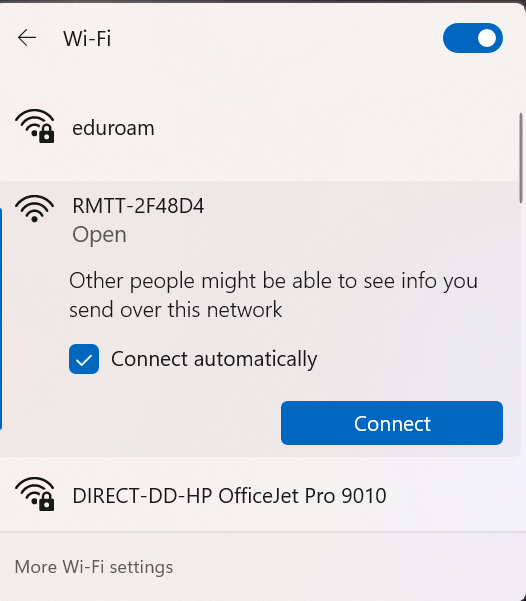 Wi-Fi
eduroam
RMTT-2F48D4
Open
Other people might be able to see info you
send over this network
Connect automatically
Connect
DIRECT-DD-HP OfficeJet Pro 9010
More Wi-Fi settings